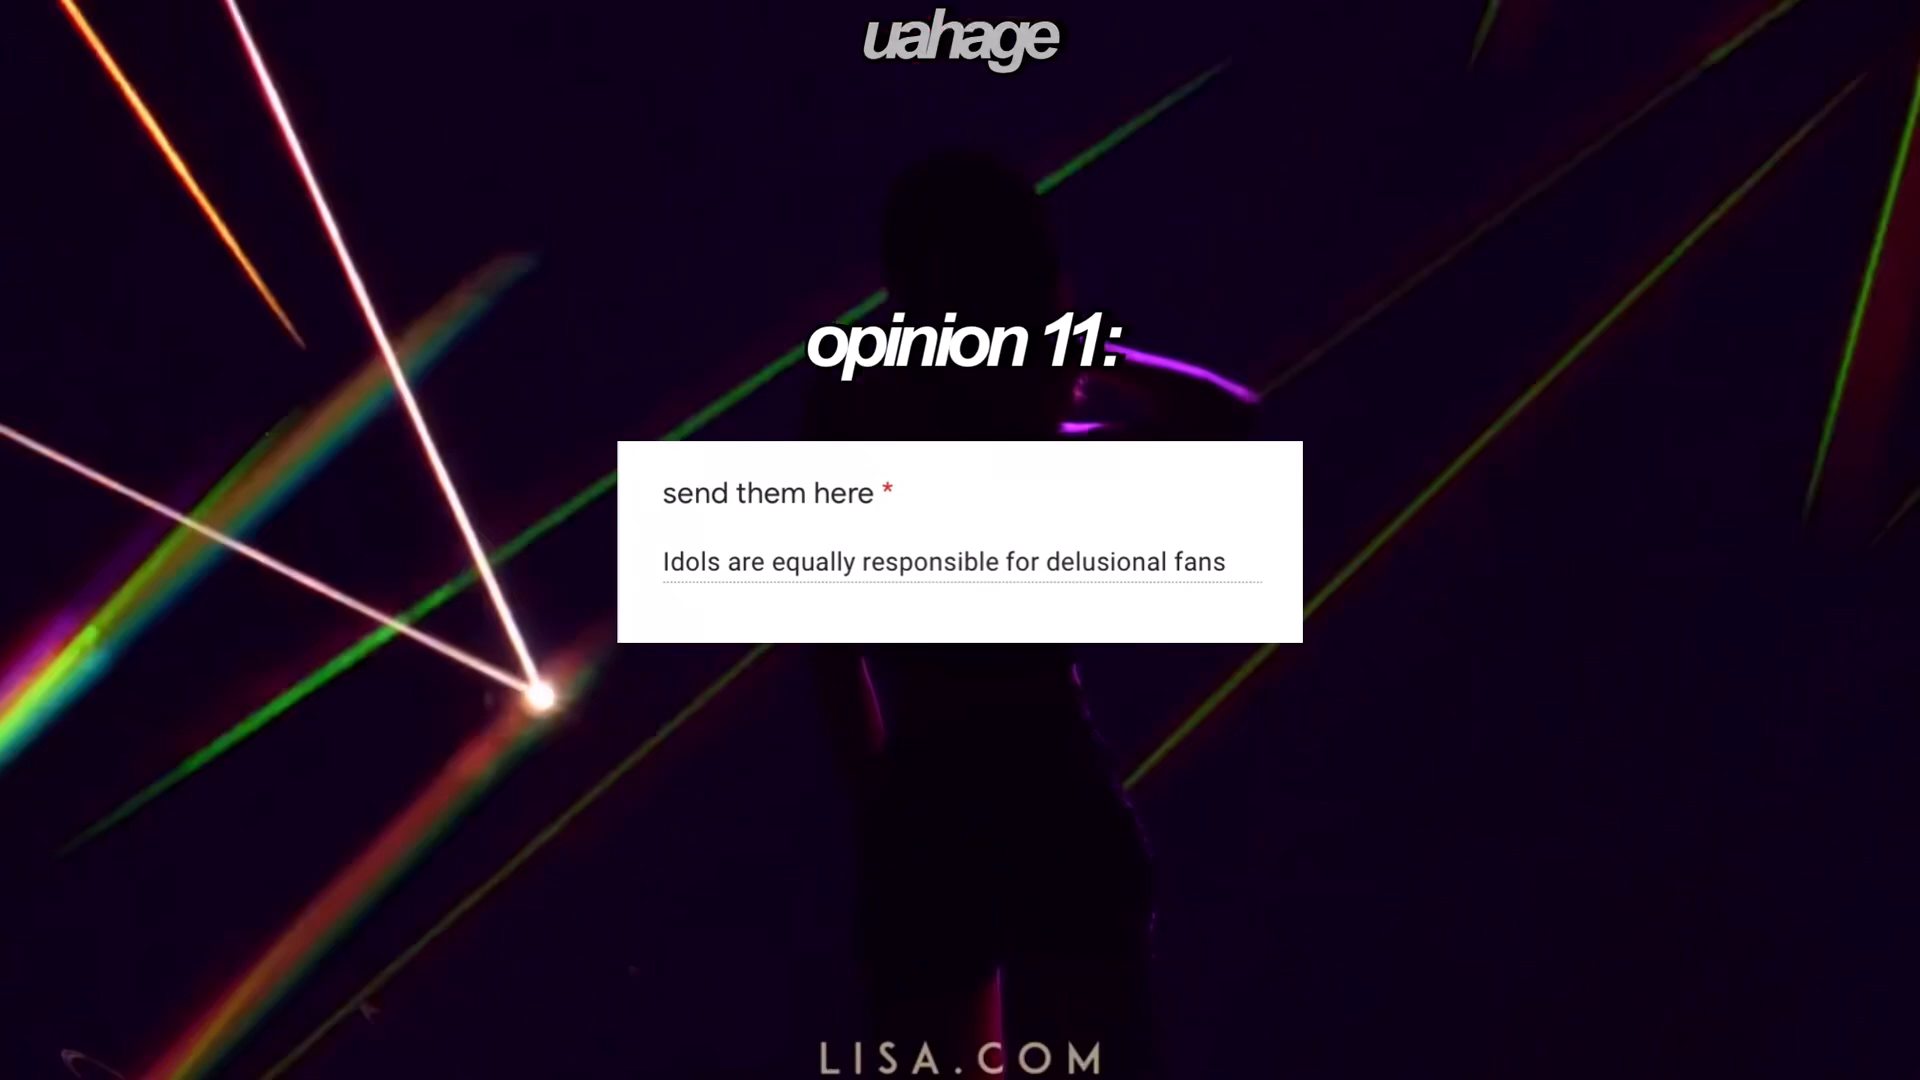 uahage
opinion 11:
send them here *
Idols are equally responsible for delusional fans
LISA.COM